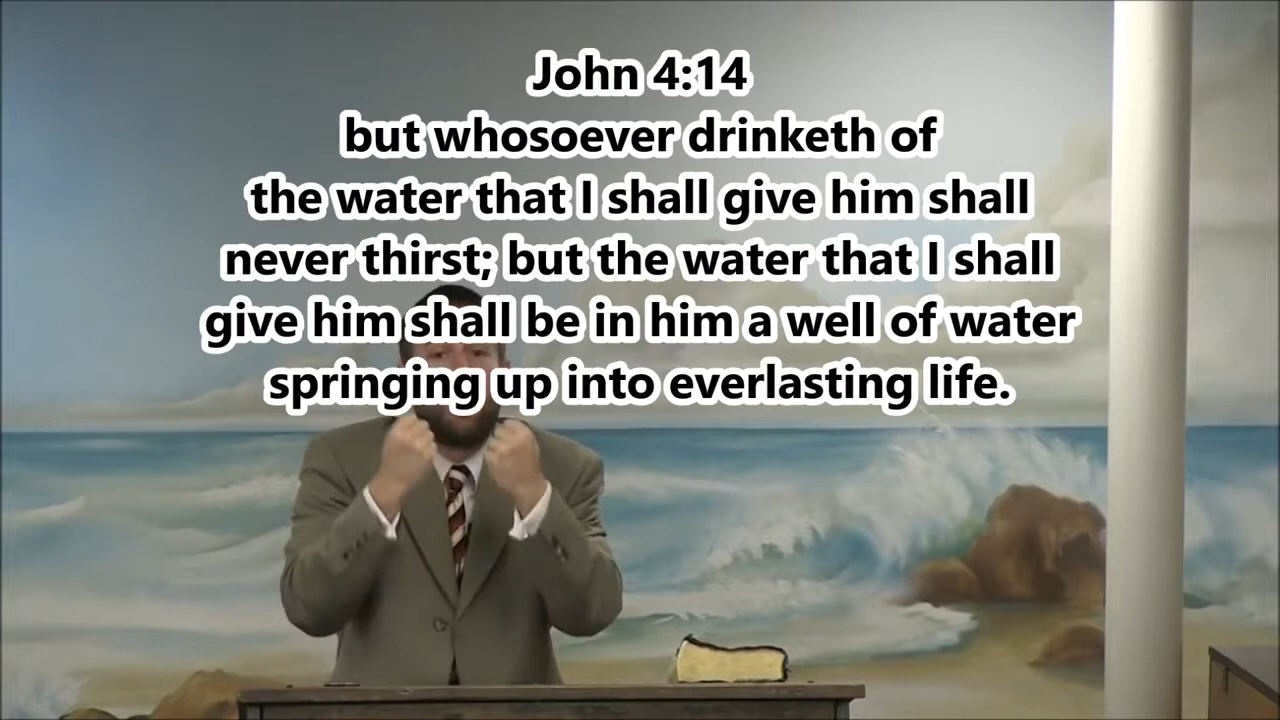 John 4:14
but whosoever drinketh of
the water that I shall give him shall
never thirst; but the water that I shall
give him shall be in him a well of water
springing up into everlasting life.